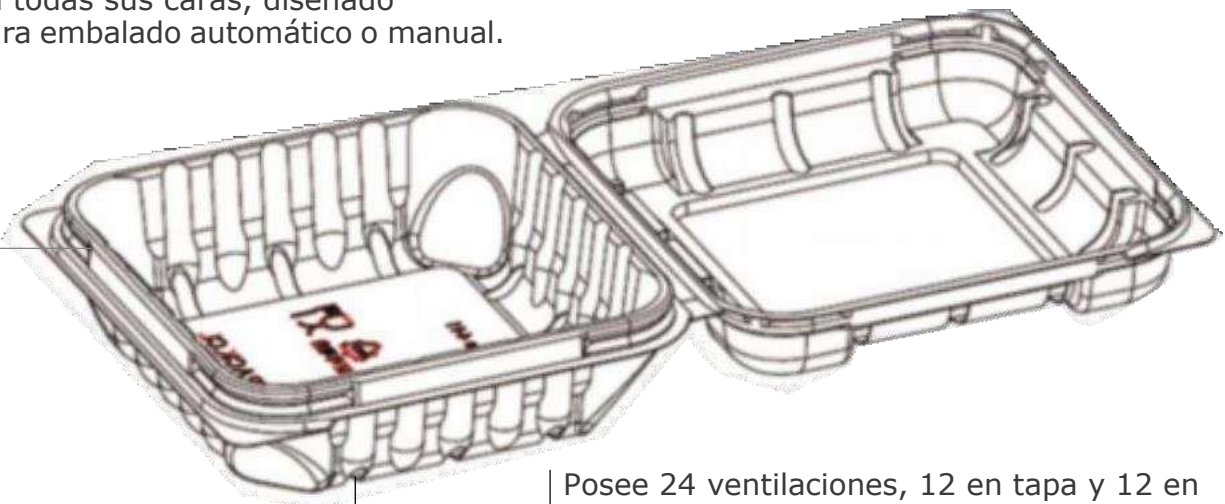 todas sus caras, diseñado
ra embalado automático o manual.
Posee 24 ventilaciones, 12 en tapa y 12 en